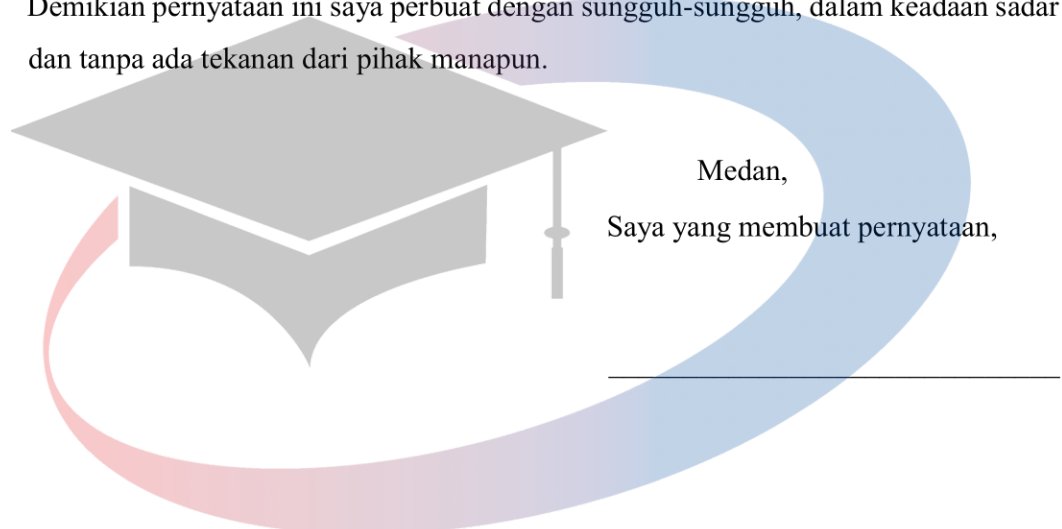 Demikian pernyataan ini saya perbuat dengan sungguh-sungguh, dalam keadaan sadar
dan tanpa ada tekanan dari pihak manapun.
Medan,
Saya yang membuat pernyataan,